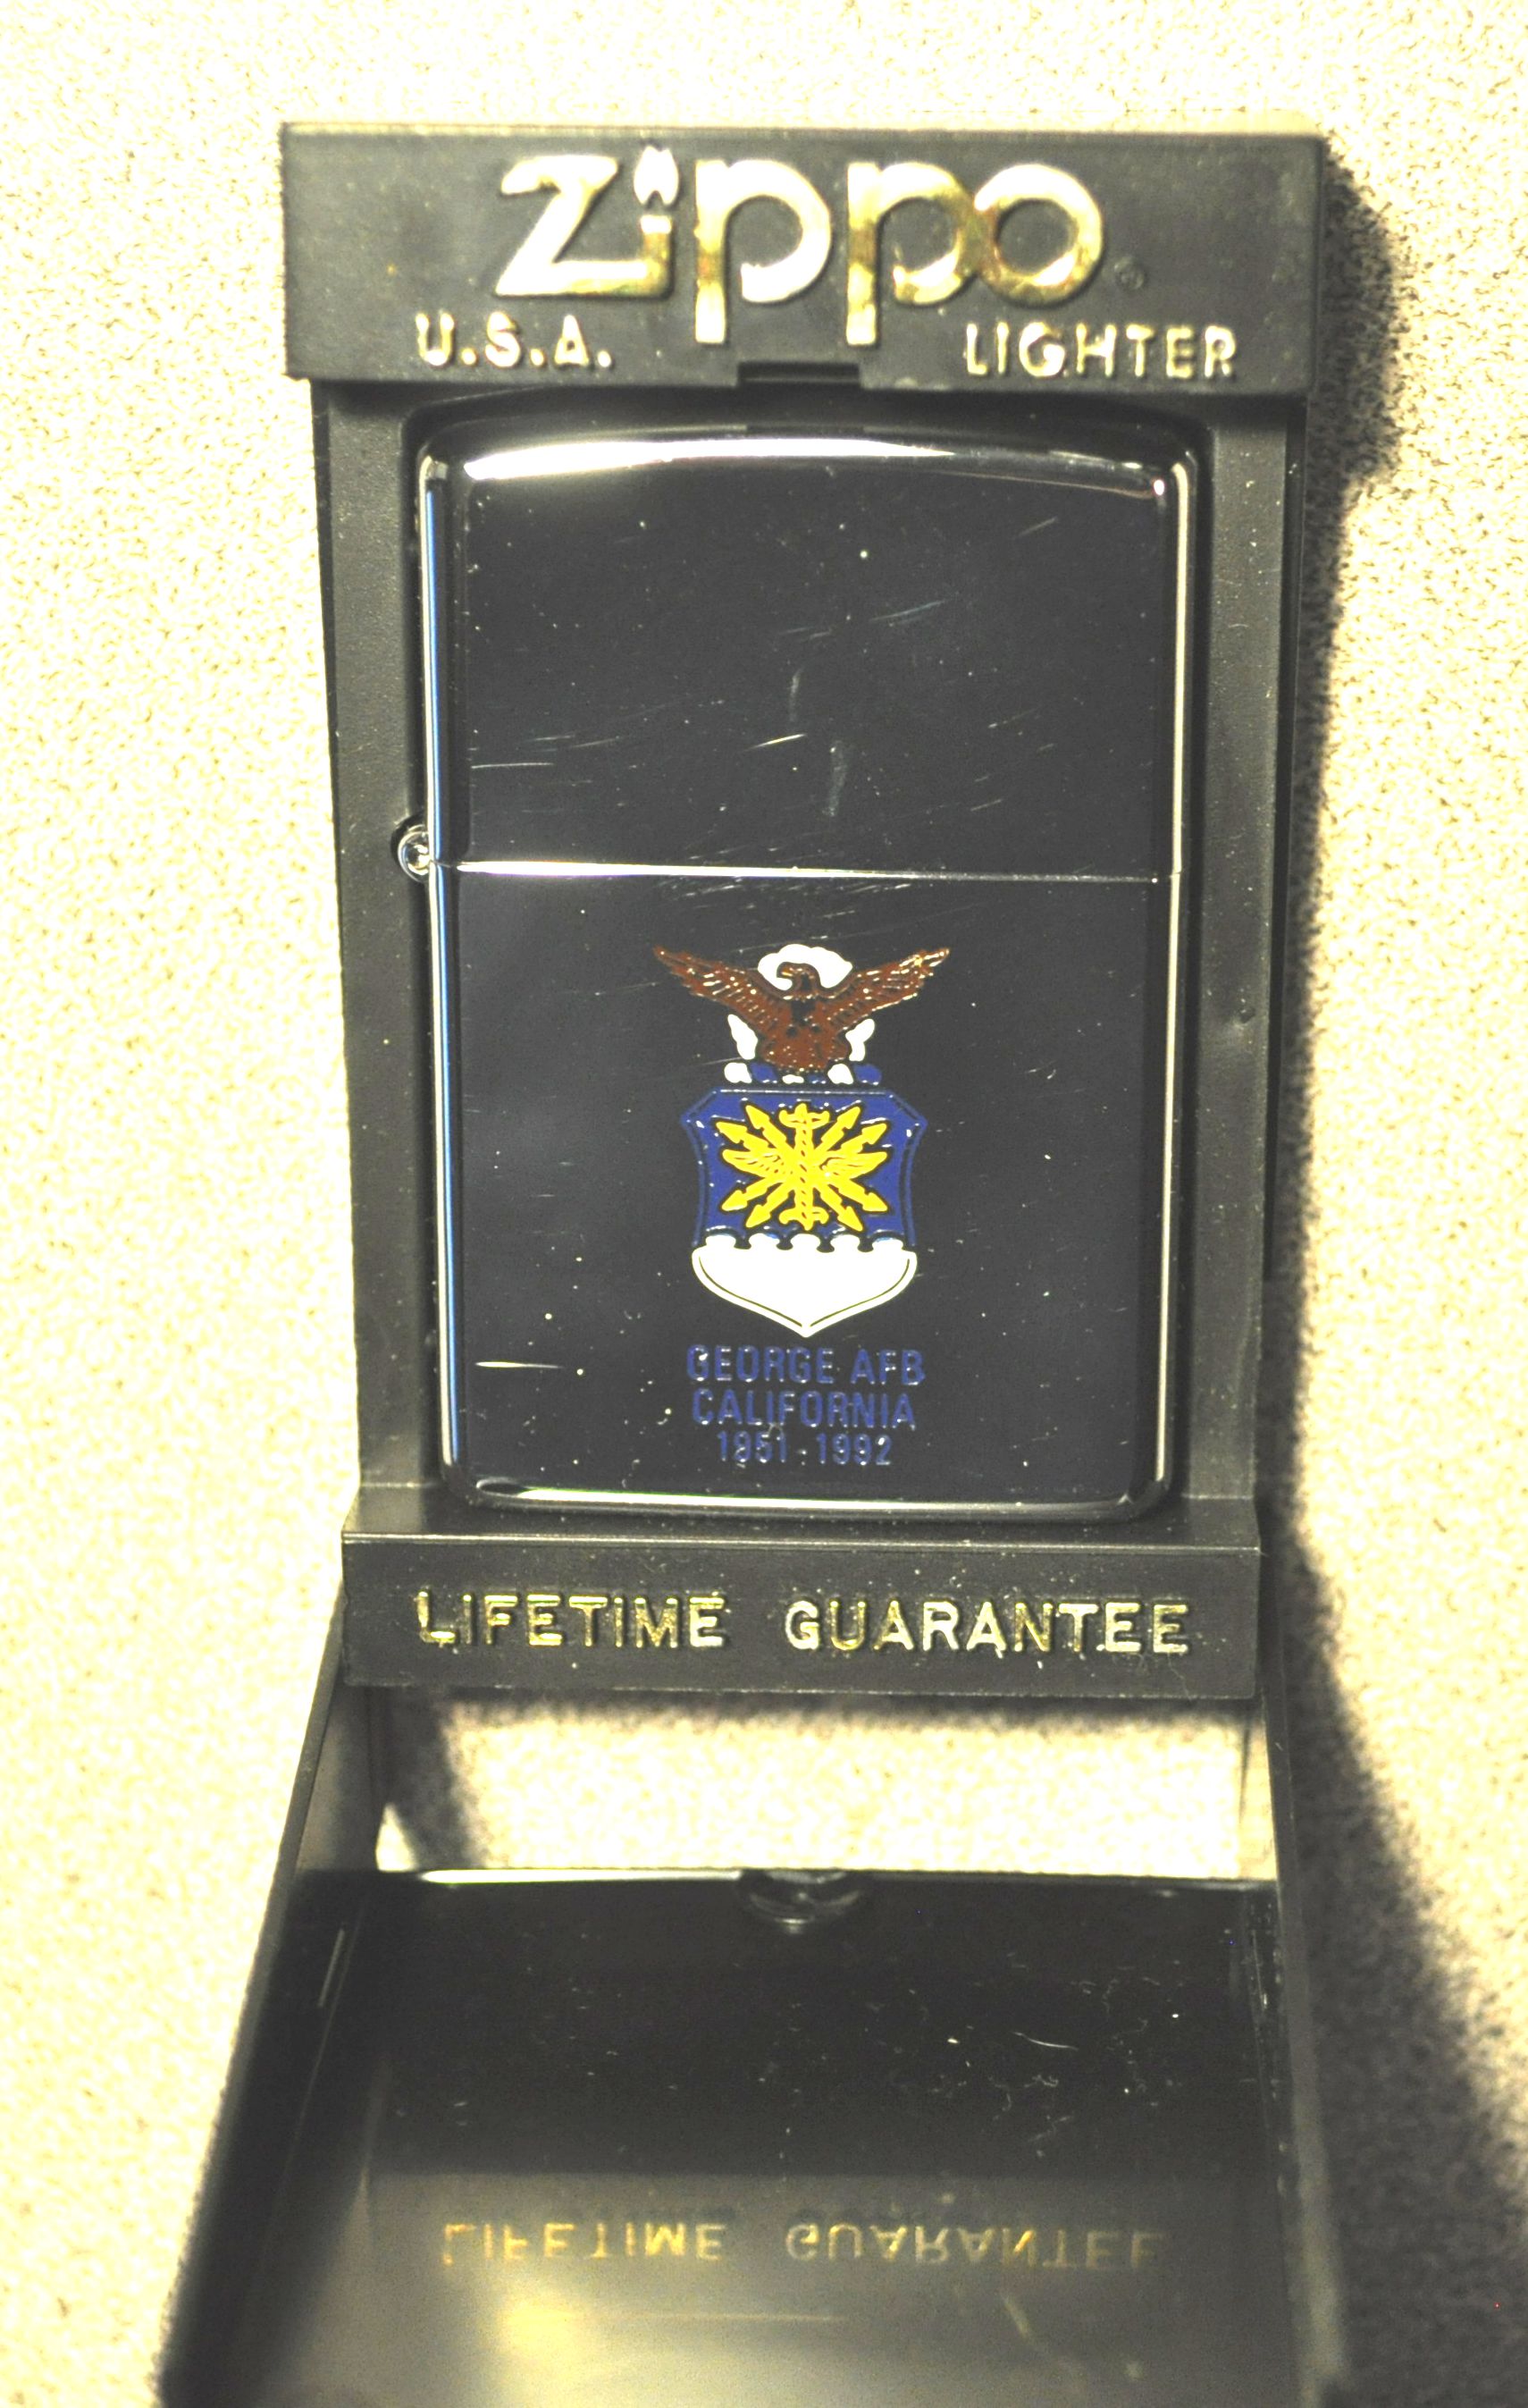 Zippo®
U.S.A. LIGHTER
GEORGE AFB
CALIFORNIA
1951-1992
LIFETIME GUARANTEE
LIFETIME GUARANTEE